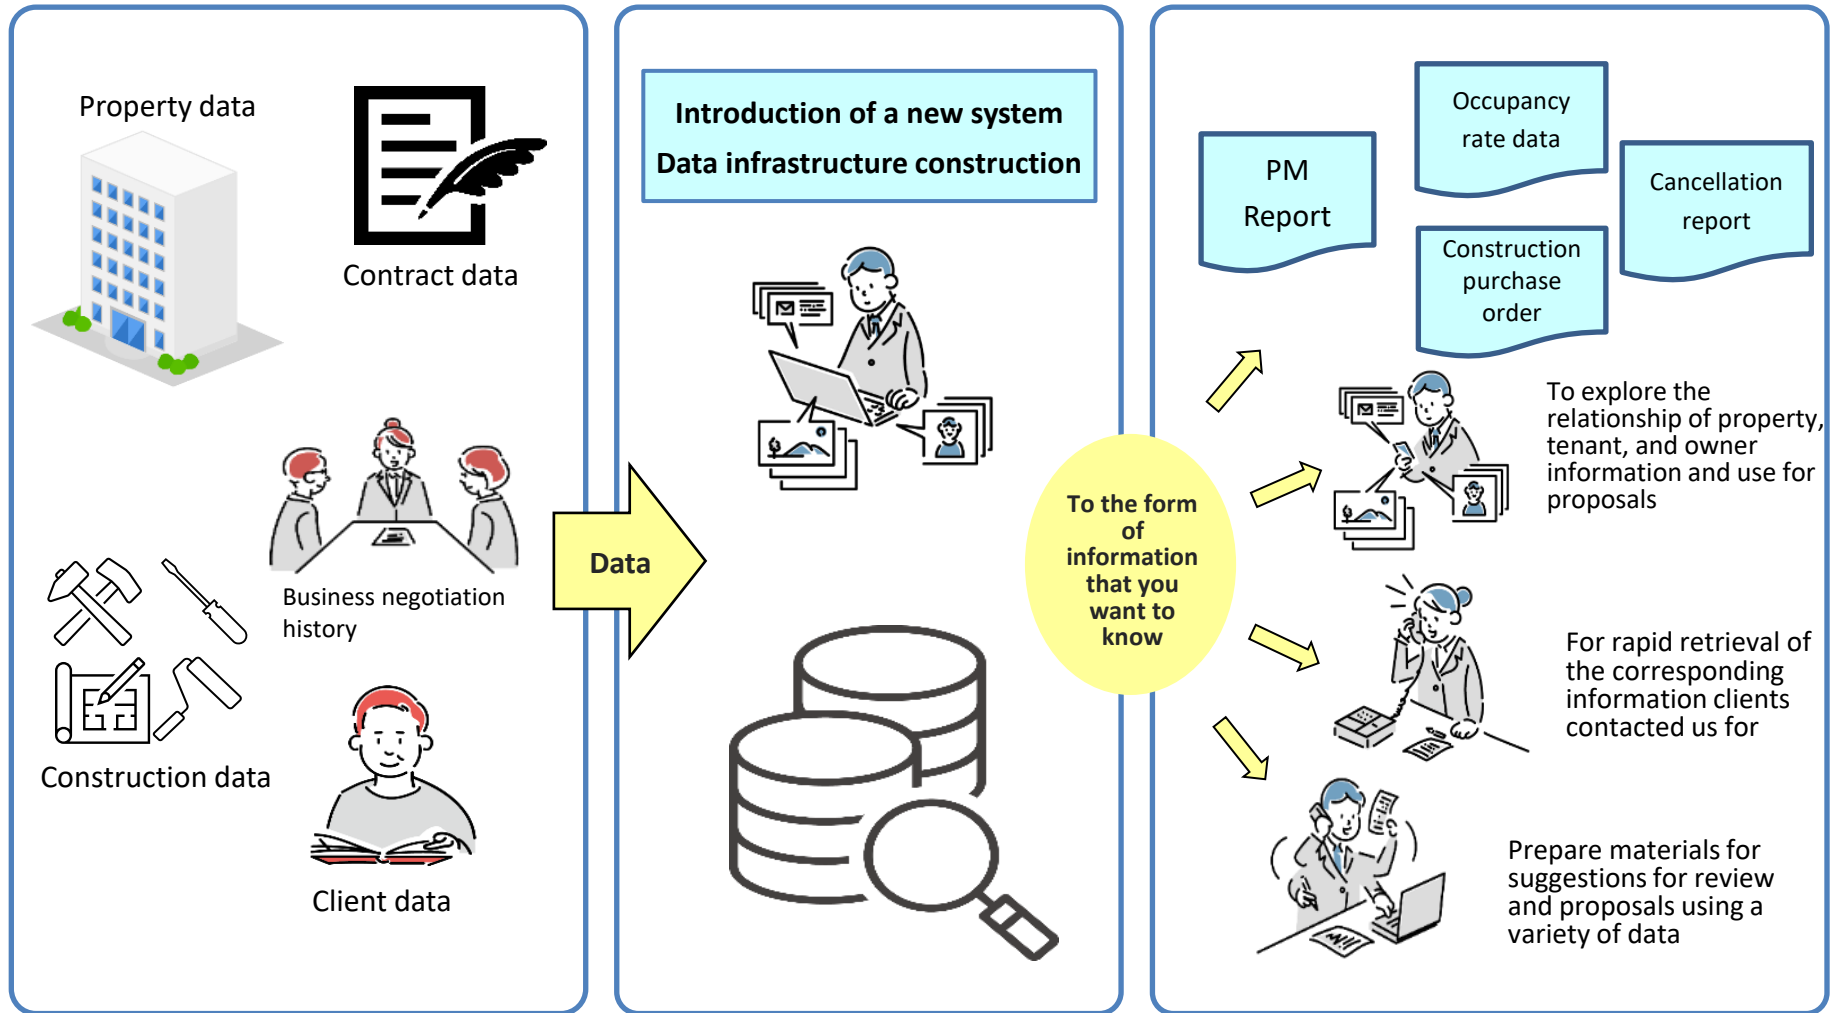 Property data
Contract data
Business negotiation
history
Construction data
Client data
Data
Introduction of a new system
Data infrastructure construction
To the form
of
information
that you
want to
know
PM
Report
Occupancy
rate data
Cancellation
report
Construction
purchase
order
To explore the
relationship of property,
tenant, and owner
information and use for
proposals
For rapid retrieval of
the corresponding
information clients
contacted us for
Prepare materials for
suggestions for review
and proposals using a
variety of data